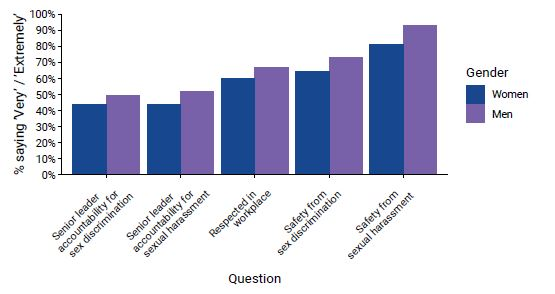 % saying 'Very' / 'Extremely'
100%
90%
80%
70%
60%
50%
40%
30%
20%
10%
0%
Senior leader
accountability for
sex discrimination
Senior leader
accountability for
sexual harassment
Respected in
workplace
Safety from
sex discrimination
Safety from
sexual harassment
Question
Gender
Women
Men